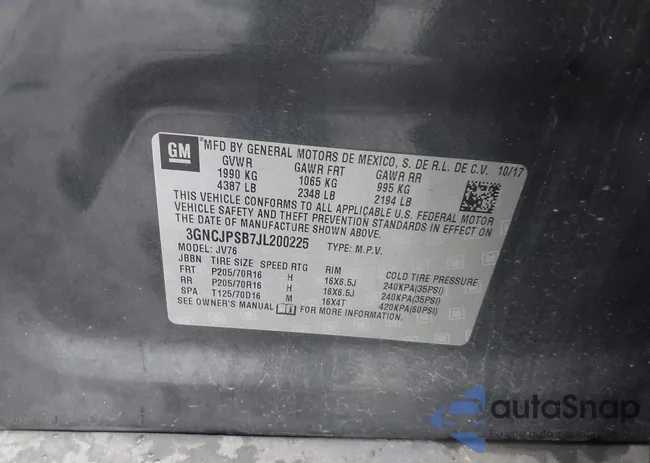 GM
MFD BY GENERAL MOTORS DE MEXICO, S. DE R.L. DE C.V. 10/17
GVWR GAWR FRT GAWR RR
1990 KG 1065 KG 995 KG
4387 LB 2348 LB 2194 LB
THIS VEHICLE CONFORMS TO ALL APPLICABLE U.S. FEDERAL MOTOR
VEHICLE SAFETY AND THEFT PREVENTION STANDARDS IN EFFECT ON
THE DATE OF MANUFACTURE SHOWN ABOVE.
3GNCJPSB7JL200225 TYPE: M.P.V.
MODEL: JV76
JBBN TIRE SIZE SPEED RTG RIM COLD TIRE PRESSURE
FRT P205/70R16 H 16X6.5J 240KPA(35PSI)
RR P205/70R16 H 16X6.5J 240KPA(35PSI)
SPA T125/70D16 M 16X4T 420KPA(60PSI)
SEE OWNER'S MANUAL FOR MORE INFORMATION.
autoSnap